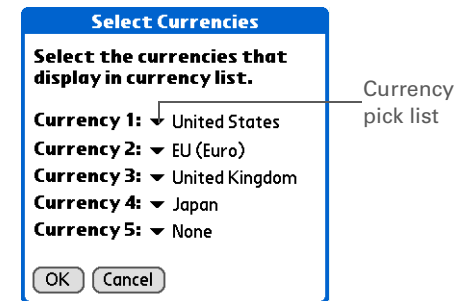 Select Currencies
Select the currencies that
display in currency list.
Currency 1: United States
Currency 2: EU (Euro)
Currency 3: United Kingdom
Currency 4: Japan
Currency 5: None
OK Cancel
Currency
pick list